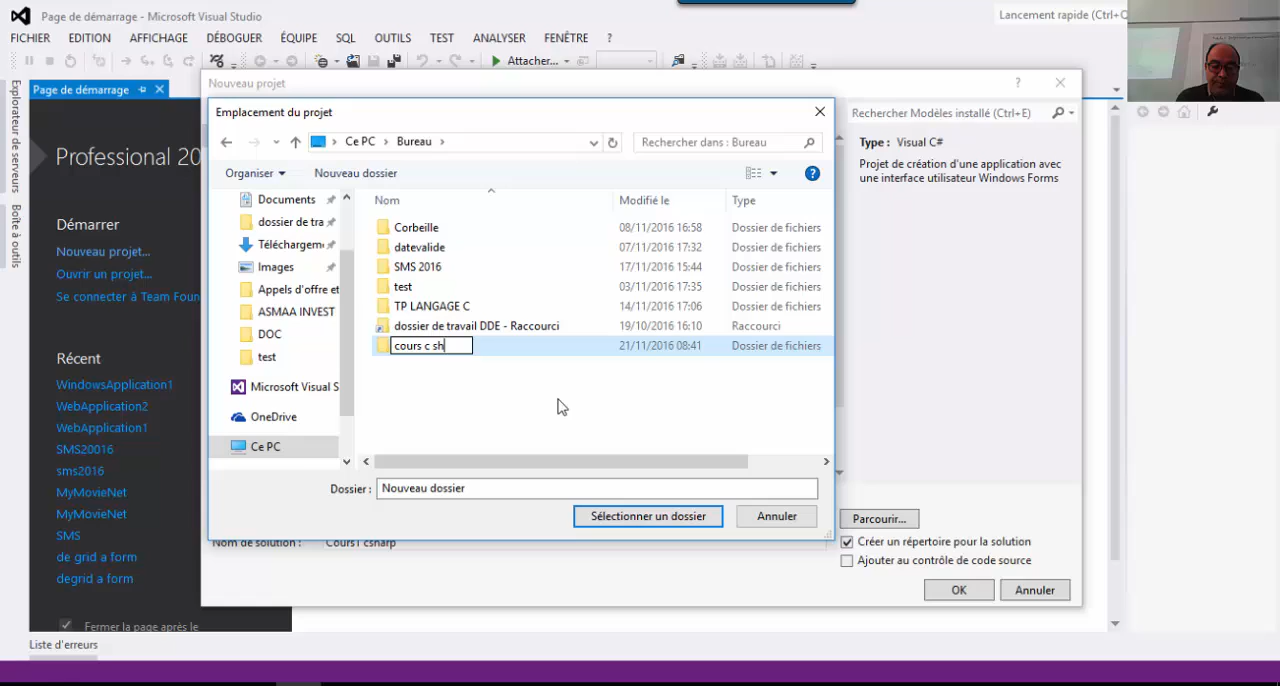 Page de démarrage - Microsoft Visual Studio
Lancement rapide (Ctrl+Q
FICHIER EDITION AFFICHAGE DÉBOGUER ÉQUIPE SQL OUTILS TEST ANALYSER FENÊTRE ?
Attacher...
Explorateur de serveurs
Boîte à outils
Page de démarrage
Professional 20
Démarrer
Nouveau projet...
Ouvrir un projet...
Se connecter à Team Foun
Récent
WindowsApplication1
WebApplication2
WebApplication1
SMS20016
sms2016
MyMovieNet
MyMovieNet
SMS
de grid a form
degrid a form
Fermer la page après le
Liste d'erreurs
Nouveau projet
?
Emplacement du projet
Ce PC > Bureau >
Rechercher dans : Bureau
Organiser
Nouveau dossier
Documents
dossier de tra
Téléchargem
Images
Appels d'offre et
ASMAA INVEST
DOC
test
Microsoft Visual S
OneDrive
Ce PC
Nom Modifié le Type
Corbeille 08/11/2016 16:58 Dossier de fichiers
datevalide 07/11/2016 17:32 Dossier de fichiers
SMS 2016 17/11/2016 15:44 Dossier de fichiers
test 03/11/2016 17:35 Dossier de fichiers
TP LANGAGE C 14/11/2016 17:06 Dossier de fichiers
dossier de travail DDE - Raccourci 19/10/2016 16:10 Raccourci
cours c sh 21/11/2016 08:41 Dossier de fichiers
Dossier : Nouveau dossier
Sélectionner un dossier
Annuler
Rechercher Modèles installé (Ctrl+E)
Type : Visual C#
Projet de création d'une application avec
une interface utilisateur Windows Forms
Parcourir...
Nom de solution :
Créer un répertoire pour la solution
Ajouter au contrôle de code source
OK
Annuler